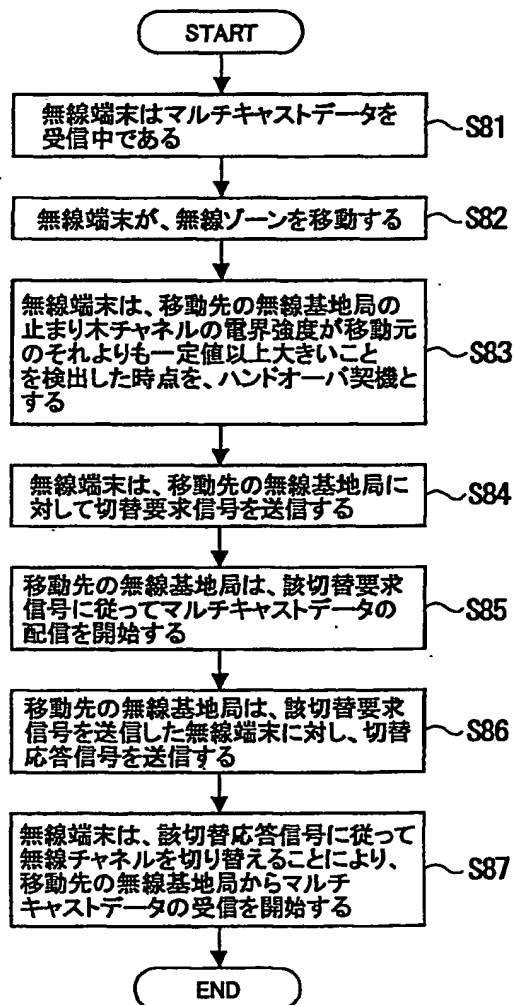 START
無線端末はマルチキャストデータを
受信中である
S81
無線端末が、無線ゾーンを移動する
S82
無線端末は、移動先の無線基地局の
止まり木チャネルの電界強度が移動元
のそれよりも一定値以上大きいこと
を検出した時点を、ハンドオーバ契機と
する
S83
無線端末は、移動先の無線基地局に
対して切替要求信号を送信する
S84
移動先の無線基地局は、該切替要求
信号に従ってマルチキャストデータの
配信を開始する
S85
移動先の無線基地局は、該切替要求
信号を送信した無線端末に対し、切替
応答信号を送信する
S86
無線端末は、該切替応答信号に従って
無線チャネルを切り替えることにより、
移動先の無線基地局からマルチ
キャストデータの受信を開始する
S87
END